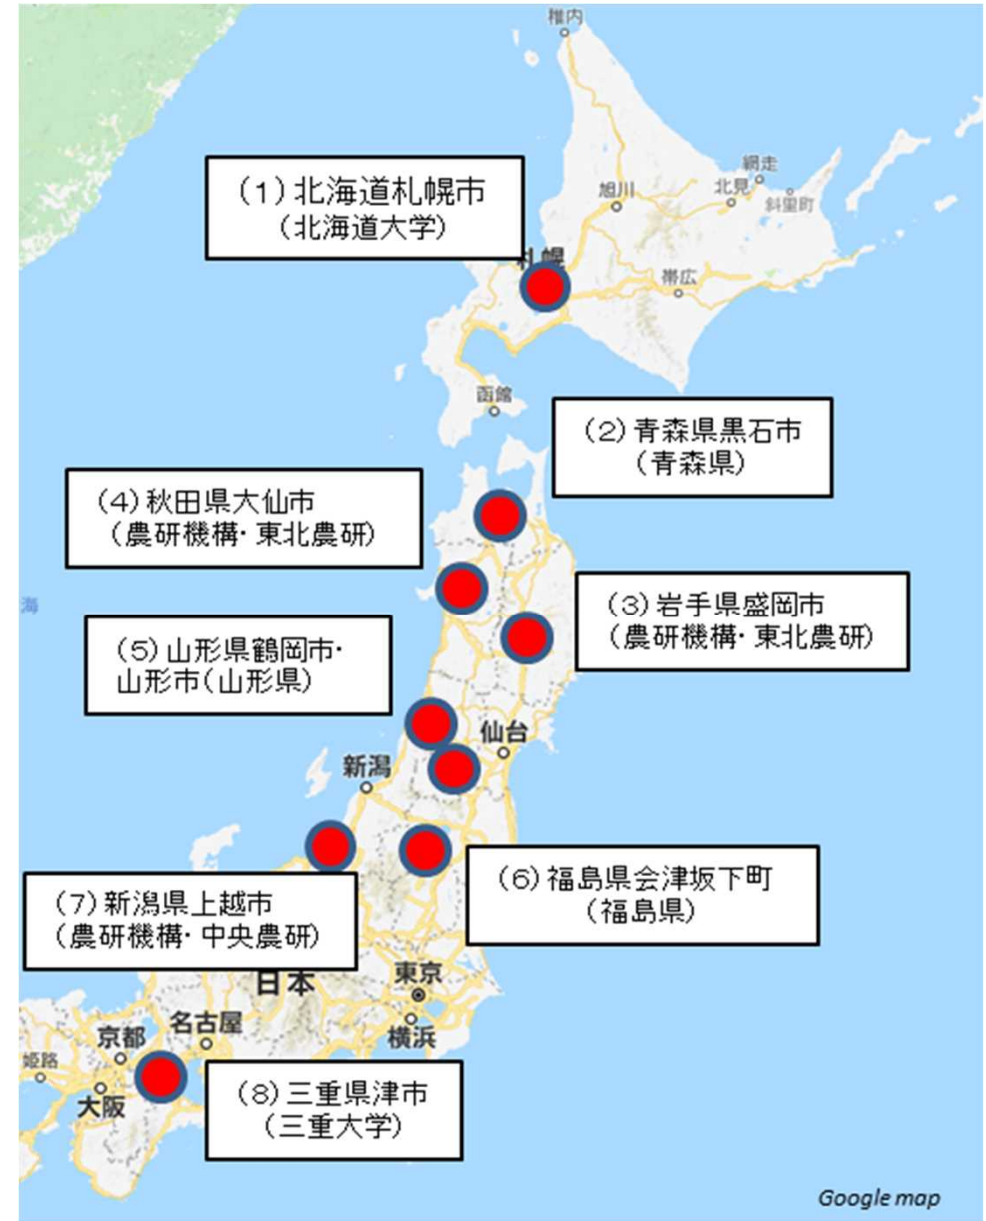 稚内
網走
旭川
北見
斜里町
(1)北海道札幌市
(北海道大学)
札幌
帯広
函館
(2)青森県黒石市
(青森県)
(4)秋田県大仙市
(農研機構・東北農研)
海
(3)岩手県盛岡市
(農研機構・東北農研)
(5)山形県鶴岡市・
山形市(山形県)
仙台
新潟
(6)福島県会津坂下町
(福島県)
(7)新潟県上越市
(農研機構・中央農研)
日本
東京
横浜
名古屋
京都
姫路
大阪
(8)三重県津市
(三重大学)
Google map